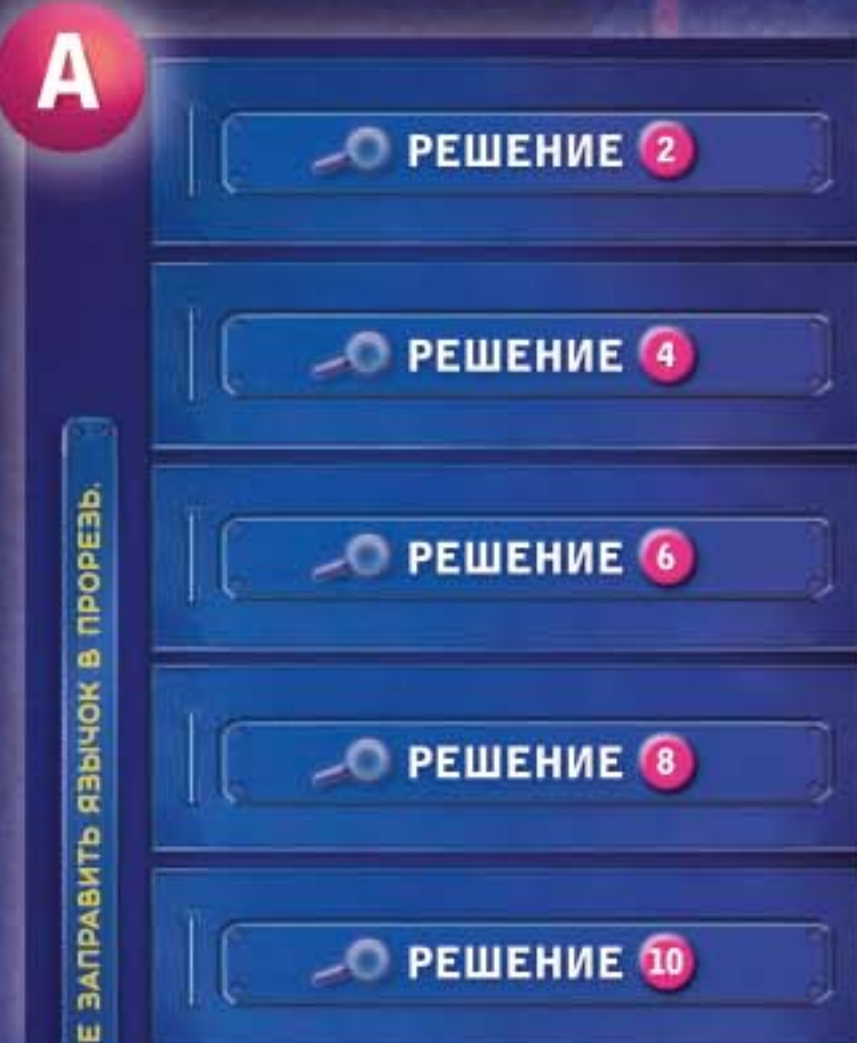 А
РЕШЕНИЕ 2
РЕШЕНИЕ 4
РЕШЕНИЕ 6
РЕШЕНИЕ 8
РЕШЕНИЕ 10
ЗАПРАВИТЬ ЯЗЫЧОК В ПРОРЕЗЬ.